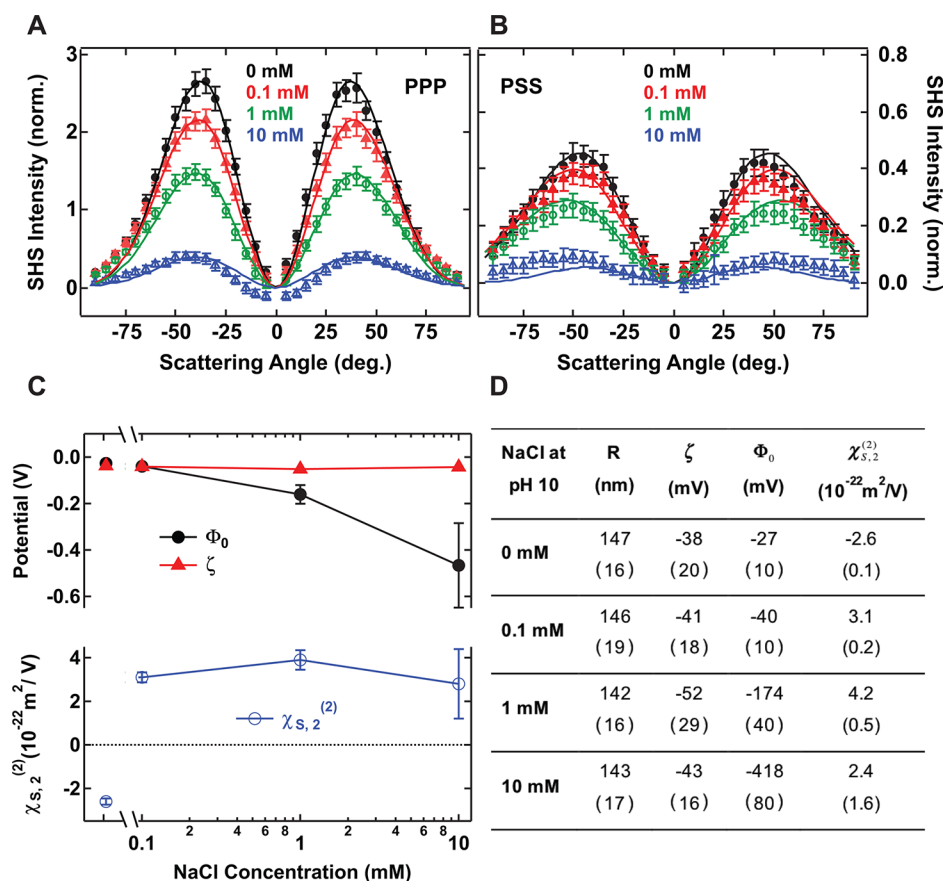 A
B
3
2
1
0
SHS Intensity (norm.)
0 mM
0.1 mM
1 mM
10 mM
PPP
-75 -50 -25 0 25 50 75
Scattering Angle (deg.)
PSS
0 mM
0.1 mM
1 mM
10 mM
0.8
0.6
0.4
0.2
0.0
SHS Intensity (norm.)
-75 -50 -25 0 25 50 75
Scattering Angle (deg.)
C
0.0
-0.2
-0.4
-0.6
Potential (V)
Φ₀
ζ
4
2
0
-2
χ_{S, 2}^{(2)}(10^{-22}m^{2}/ V)
χ_{S, 2}^{(2)}
0.1 2 4 6 8 1 2 4 6 8 10
NaCl Concentration (mM)
D
NaCl at pH 10 R (nm) ζ (mV) Φ₀ (mV) χ_{S,2}^{(2)} (10^{-22}m^{2}/V)
0 mM 147 (16) -38 (20) -27 (10) -2.6 (0.1)
0.1 mM 146 (19) -41 (18) -40 (10) 3.1 (0.2)
1 mM 142 (16) -52 (29) -174 (40) 4.2 (0.5)
10 mM 143 (17) -43 (16) -418 (80) 2.4 (1.6)